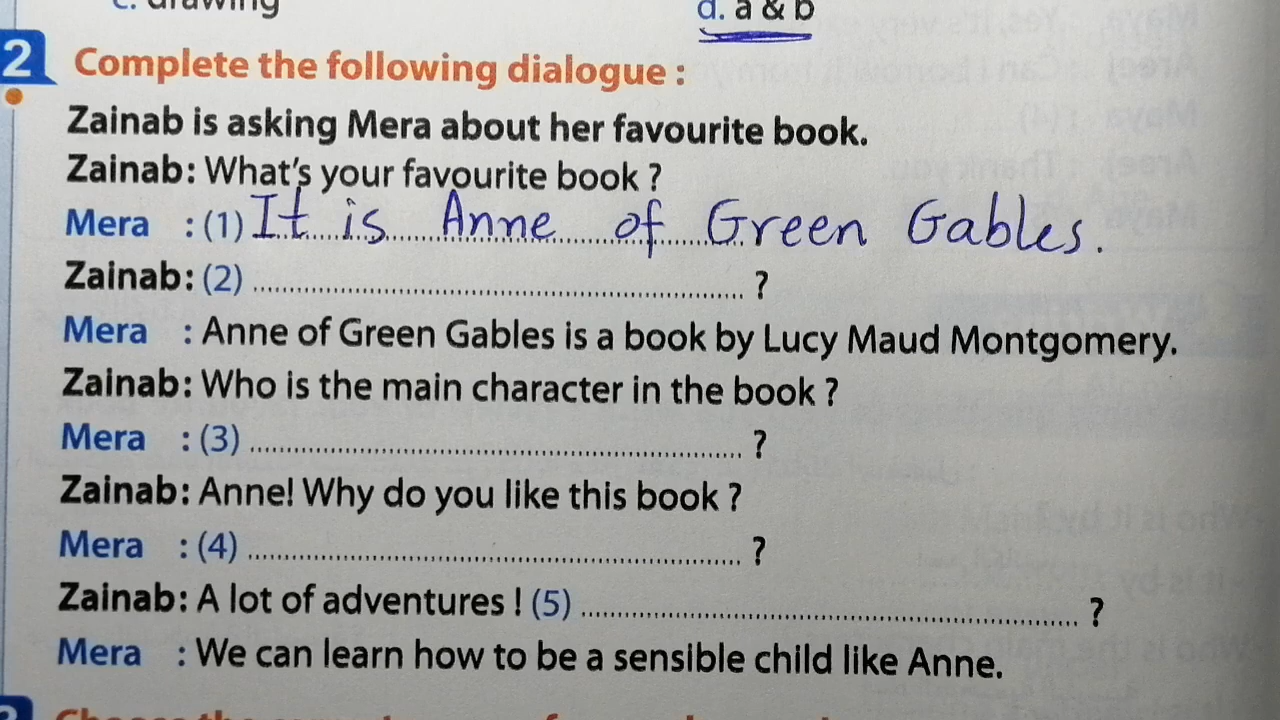 c. drawing
d. a & b
2 Complete the following dialogue :
Zainab is asking Mera about her favourite book.
Zainab: What's your favourite book ?
Mera : (1) It is Anne of Green Gables.
Zainab: (2) ........................................ ?
Mera : Anne of Green Gables is a book by Lucy Maud Montgomery.
Zainab: Who is the main character in the book ?
Mera : (3) ........................................ ?
Zainab: Anne! Why do you like this book ?
Mera : (4) ........................................ ?
Zainab: A lot of adventures ! (5) ........................................ ?
Mera : We can learn how to be a sensible child like Anne.